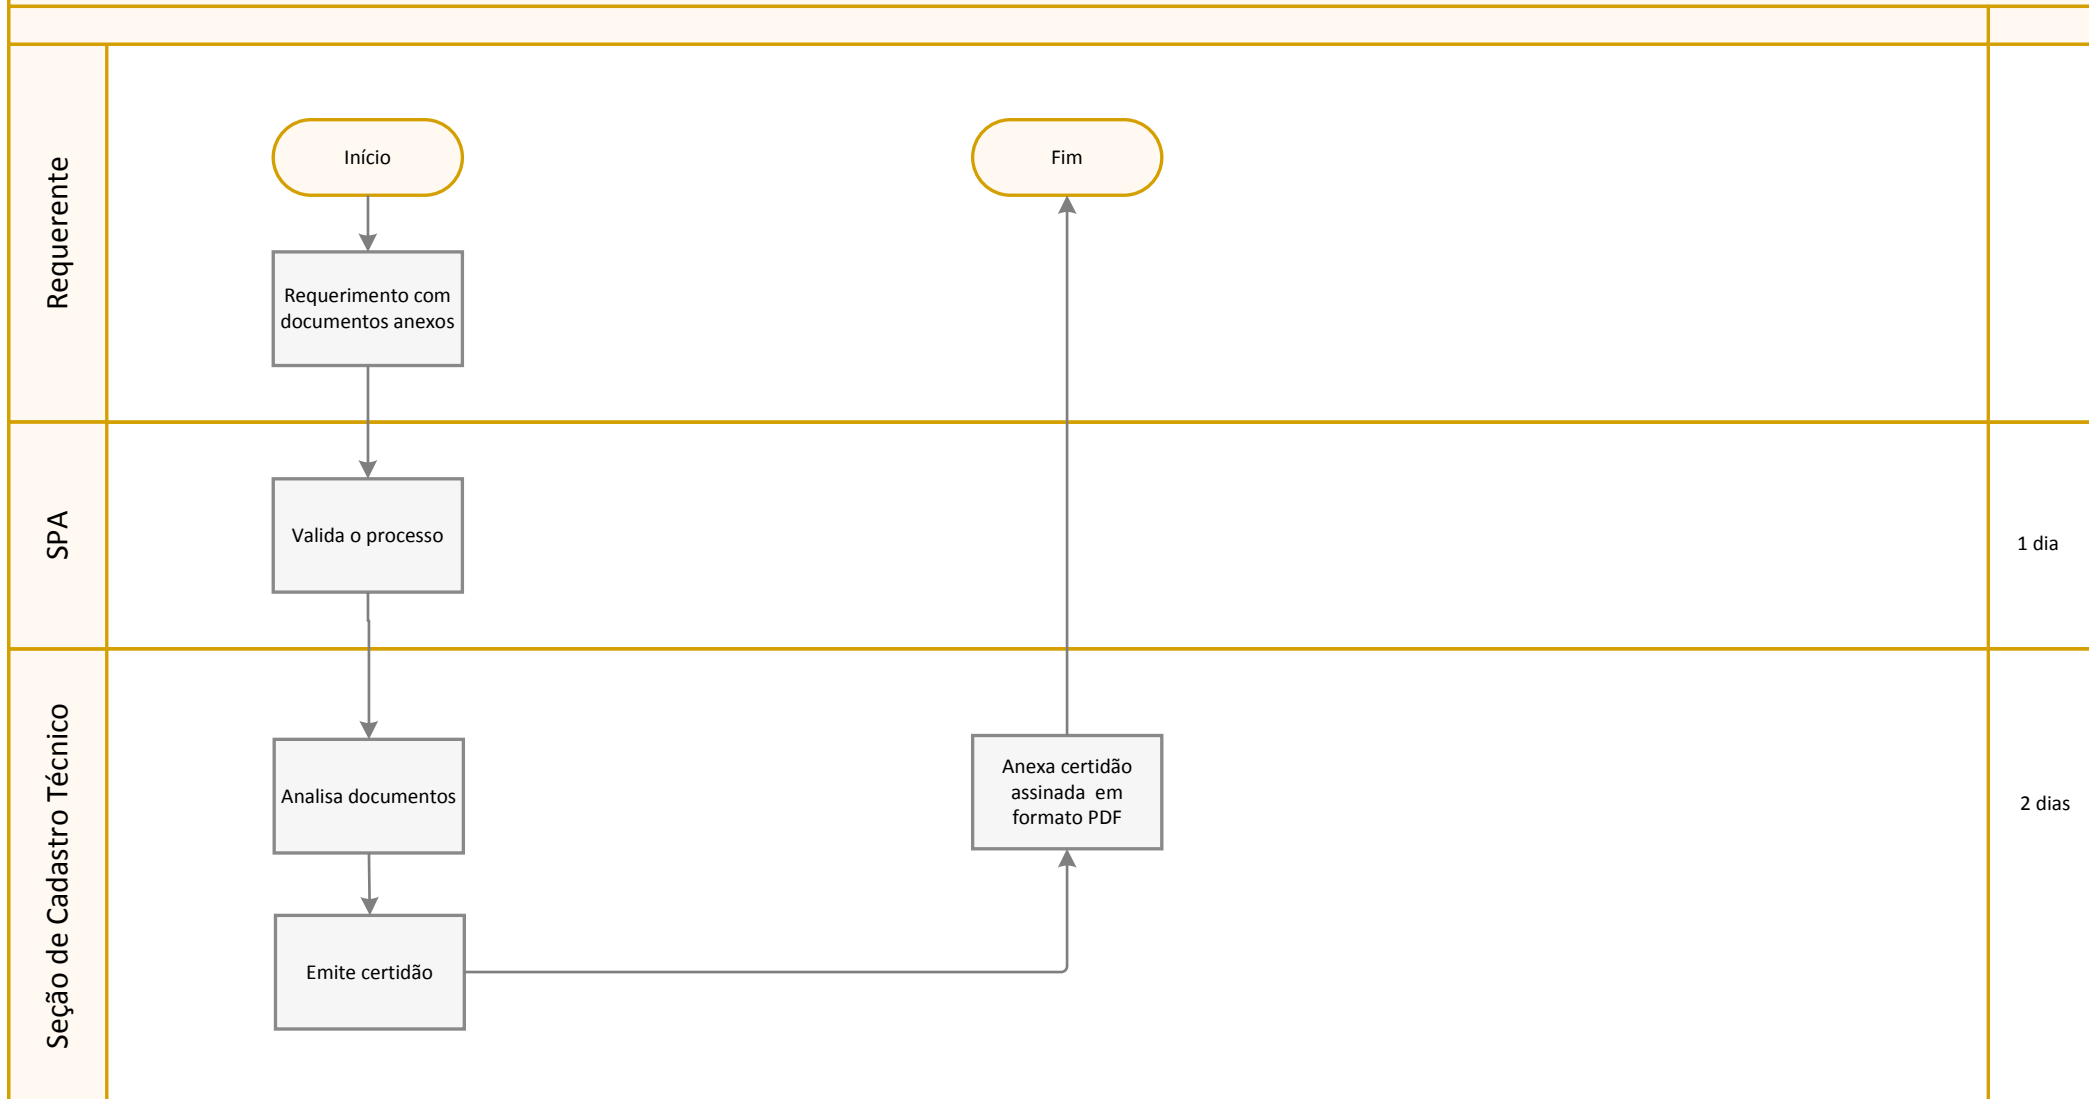 Requerente
Início
Fim
Requerimento com
documentos anexos
SPA
Valida o processo
1 dia
Seção de Cadastro Técnico
Analisa documentos
Anexa certidão
assinada  em
formato PDF
2 dias
Emite certidão